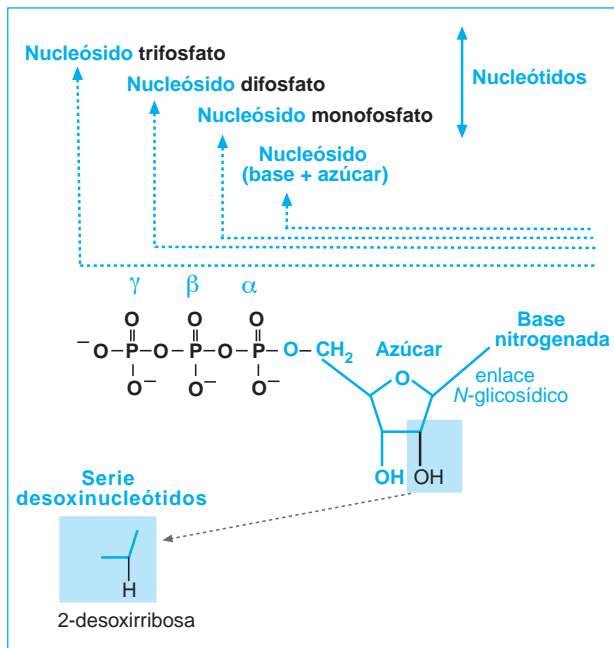 Nucleósido trifosfato
Nucleósido difosfato
Nucleótidos
Nucleósido monofosfato
Nucleósido
(base + azúcar)
γ β α
O O O
−O–P–O–P–O–P–O–CH2
O− O− O−
Azúcar
O
Base
nitrogenada
enlace
N-glicosídico
OH OH
Serie
desoxinucleótidos
H
2-desoxirribosa